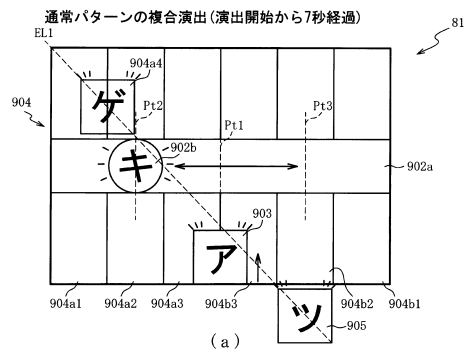 通常パターンの複合演出(演出開始から7秒経過)
EL1
81
904a4
904
ゲ
Pt2
Pt3
Pt1
キ
902b
902a
903
ア
904a1
904a2
904a3
904b3
904b2
904b1
ツ
905
(a)